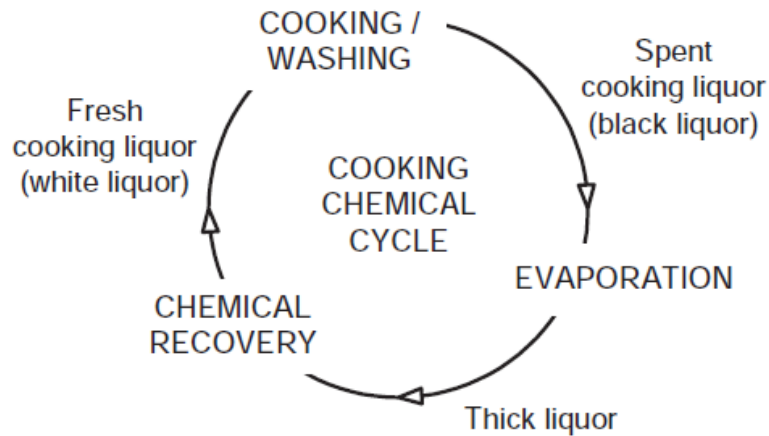 COOKING /
WASHING
Spent
cooking liquor
(black liquor)
Fresh
cooking liquor
(white liquor)
COOKING
CHEMICAL
CYCLE
EVAPORATION
CHEMICAL
RECOVERY
Thick liquor